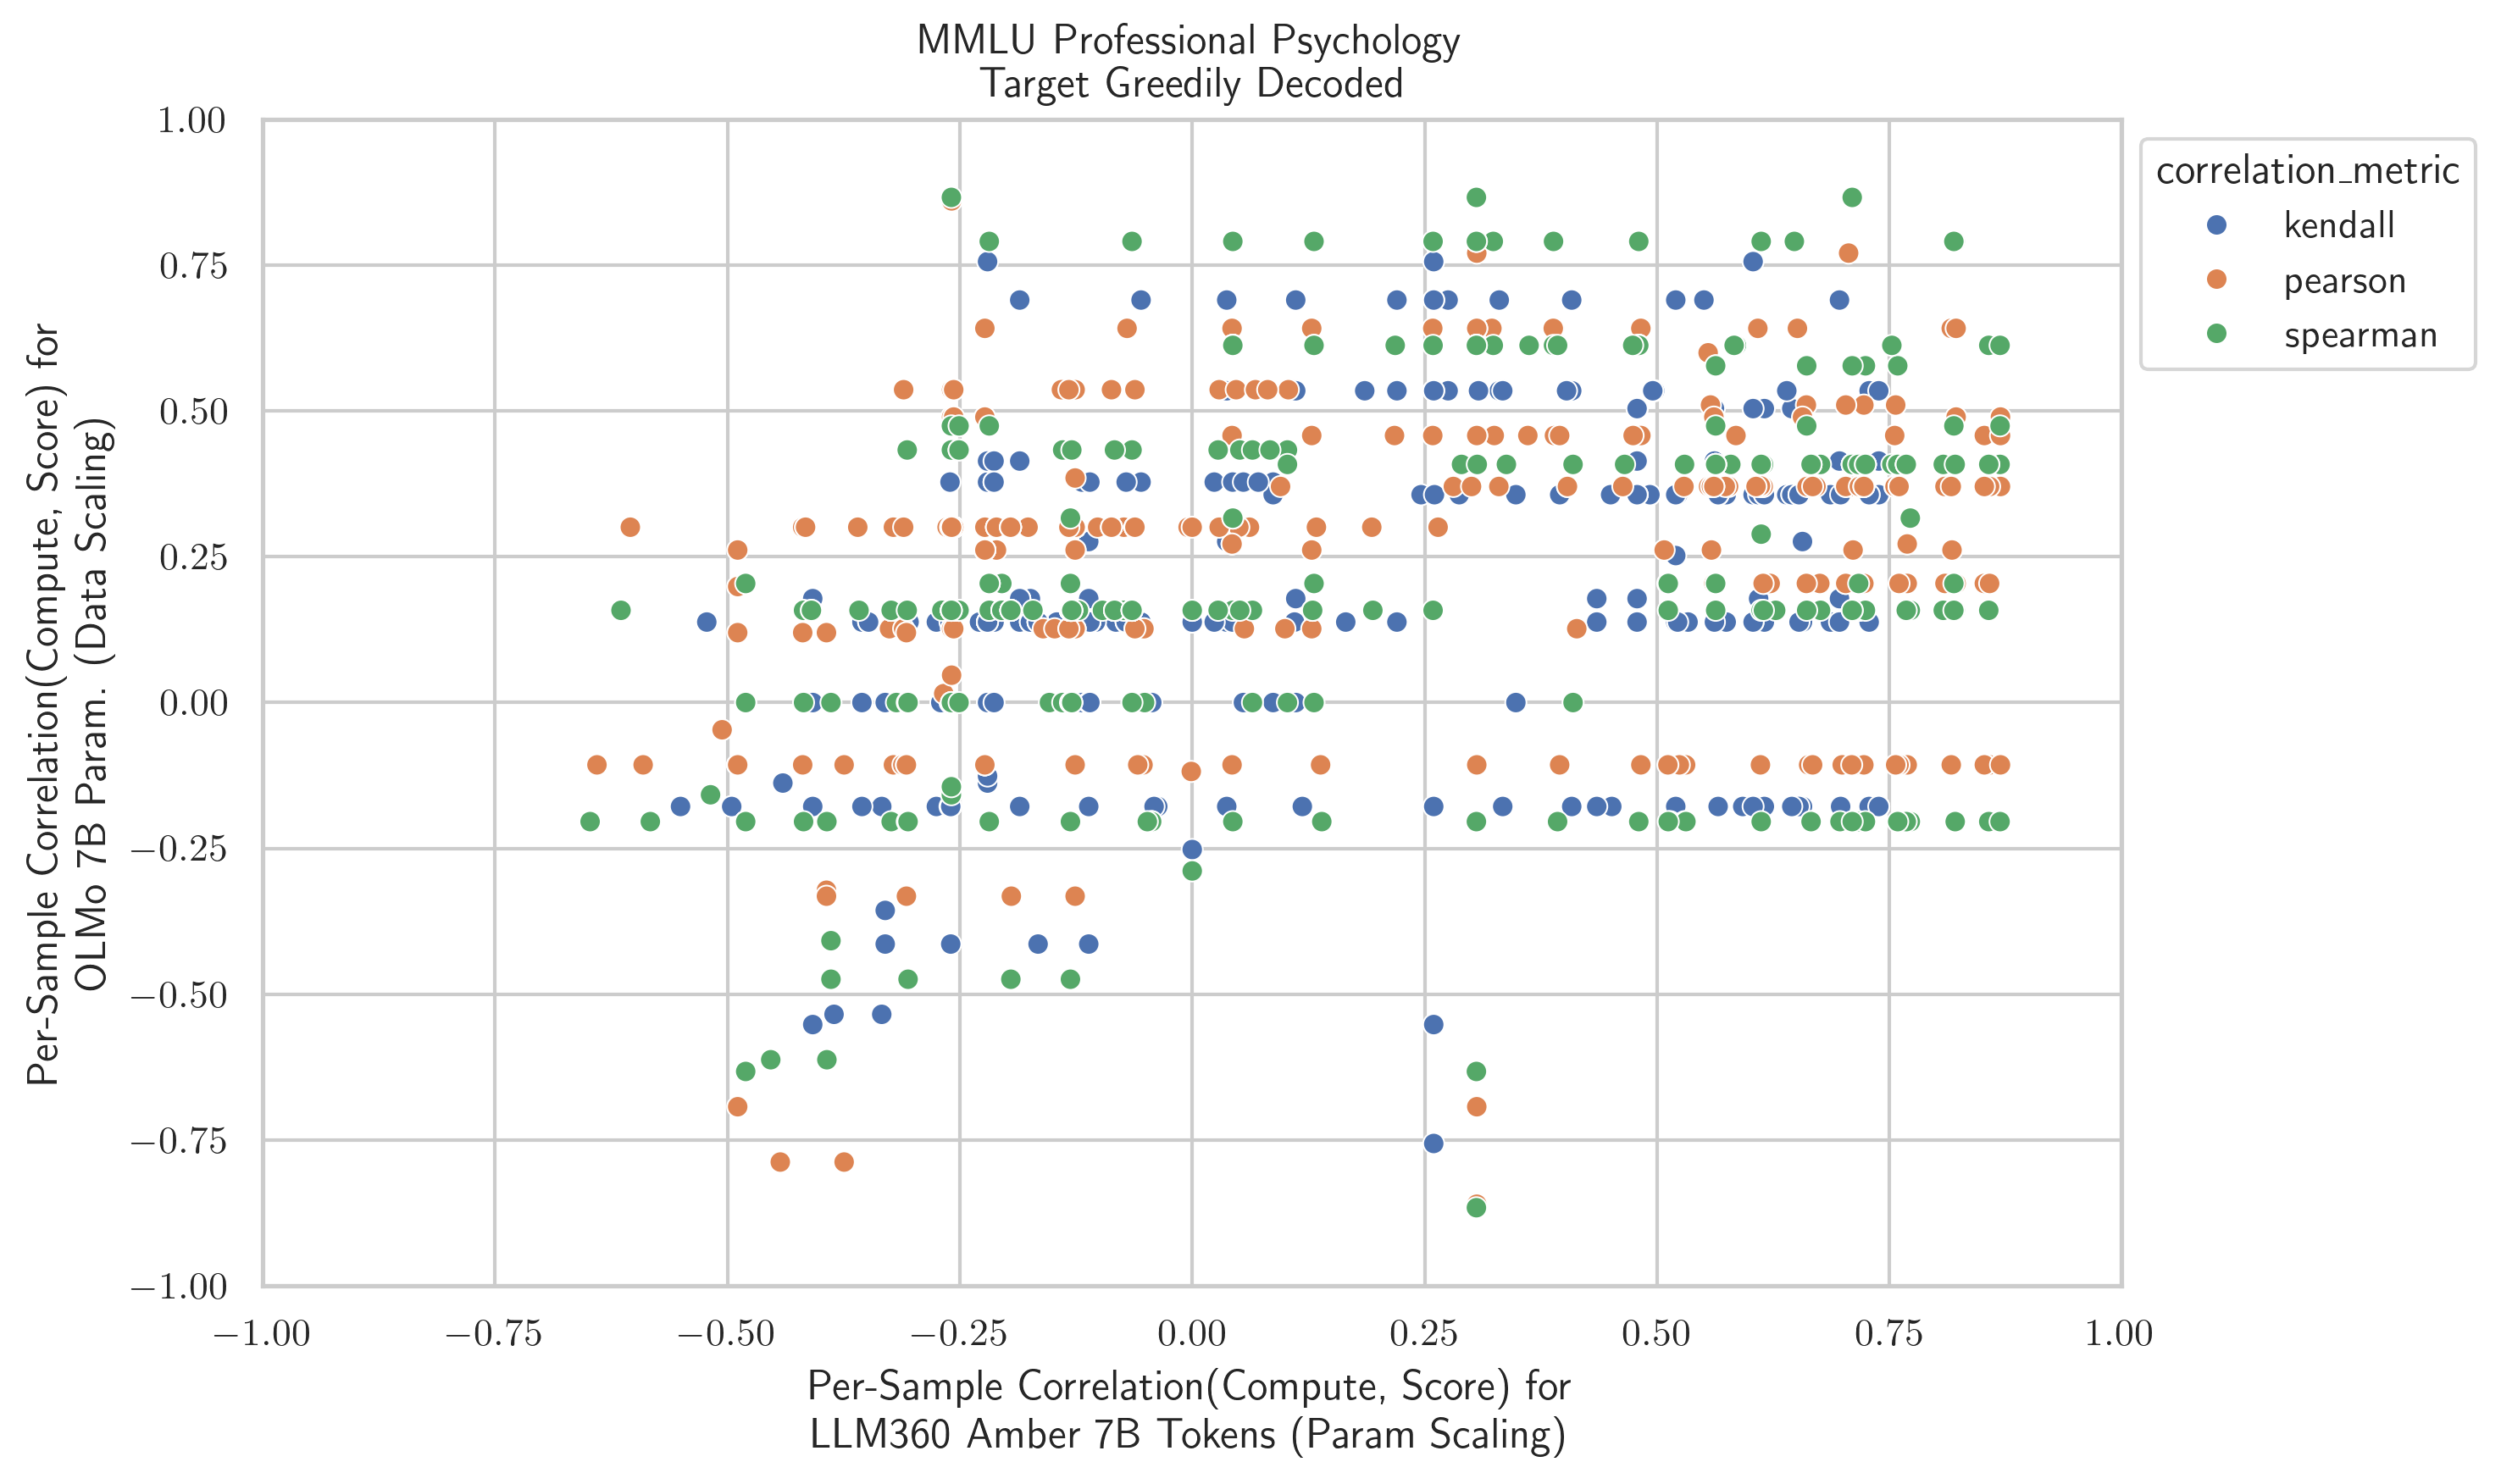 MMLU Professional Psychology
Target Greedily Decoded
correlation_metric
kendall
pearson
spearman
Per-Sample Correlation(Compute, Score) for
OLMo 7B Param. (Data Scaling)
1.00
0.75
0.50
0.25
0.00
−0.25
−0.50
−0.75
−1.00
−1.00 −0.75 −0.50 −0.25 0.00 0.25 0.50 0.75 1.00
Per-Sample Correlation(Compute, Score) for
LLM360 Amber 7B Tokens (Param Scaling)